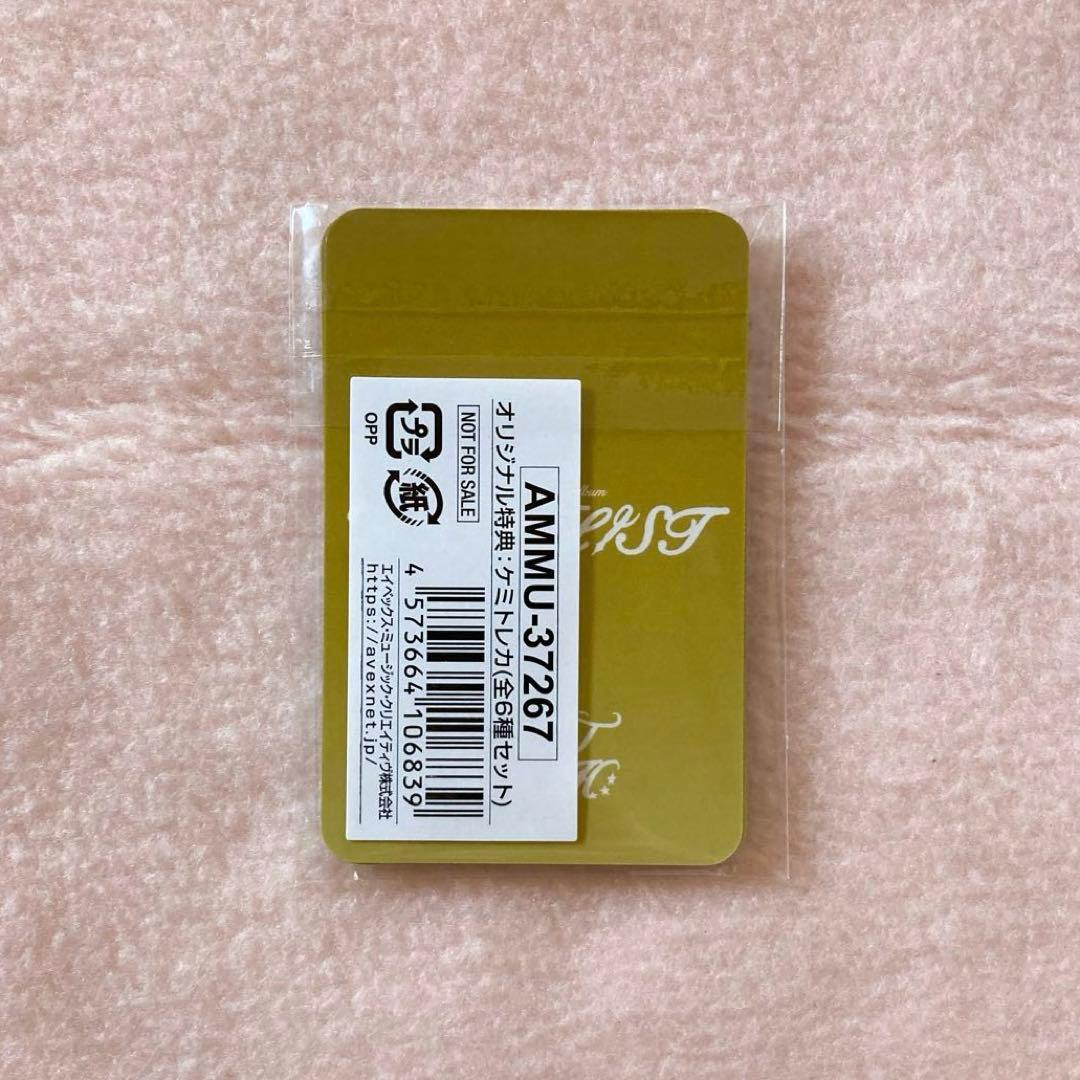 AMMU-37267
オリジナル特典:ケミトレカ(全6種セット)
NOT FOR SALE
プラ
紙
OPP
4 573664 106839
エイベックス・ミュージック・クリエイティヴ株式会社
https://avexnet.jp/